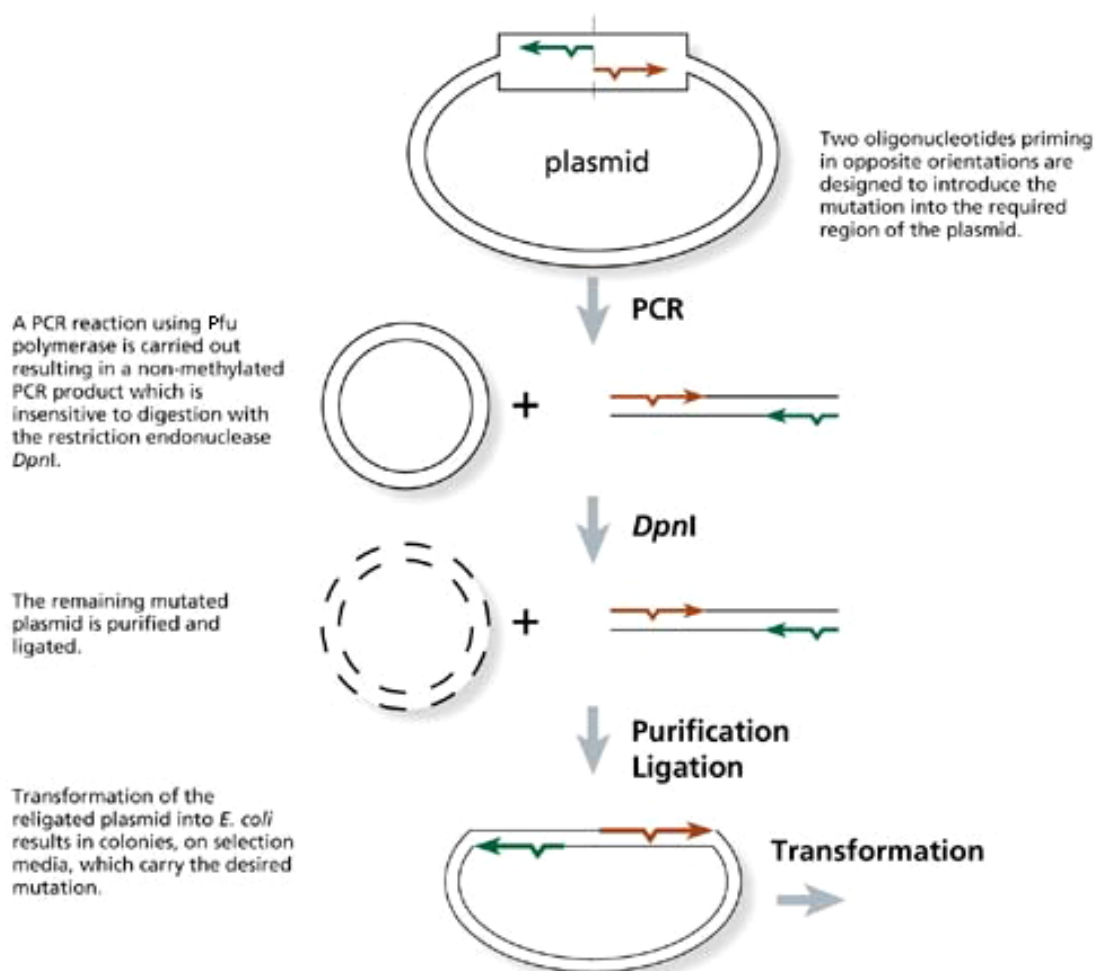 plasmid
Two oligonucleotides priming
in opposite orientations are
designed to introduce the
mutation into the required
region of the plasmid.
PCR
A PCR reaction using Pfu
polymerase is carried out
resulting in a non-methylated
PCR product which is
insensitive to digestion with
the restriction endonuclease
DpnI.
+
DpnI
The remaining mutated
plasmid is purified and
ligated.
+
Purification
Ligation
Transformation of the
religated plasmid into E. coli
results in colonies, on selection
media, which carry the desired
mutation.
Transformation